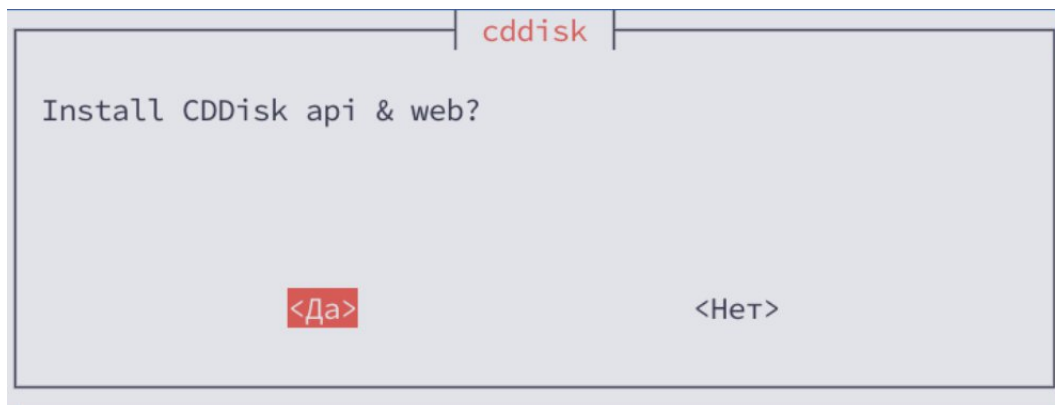 cddisk
Install CDDisk api & web?
<Да> <Нет>